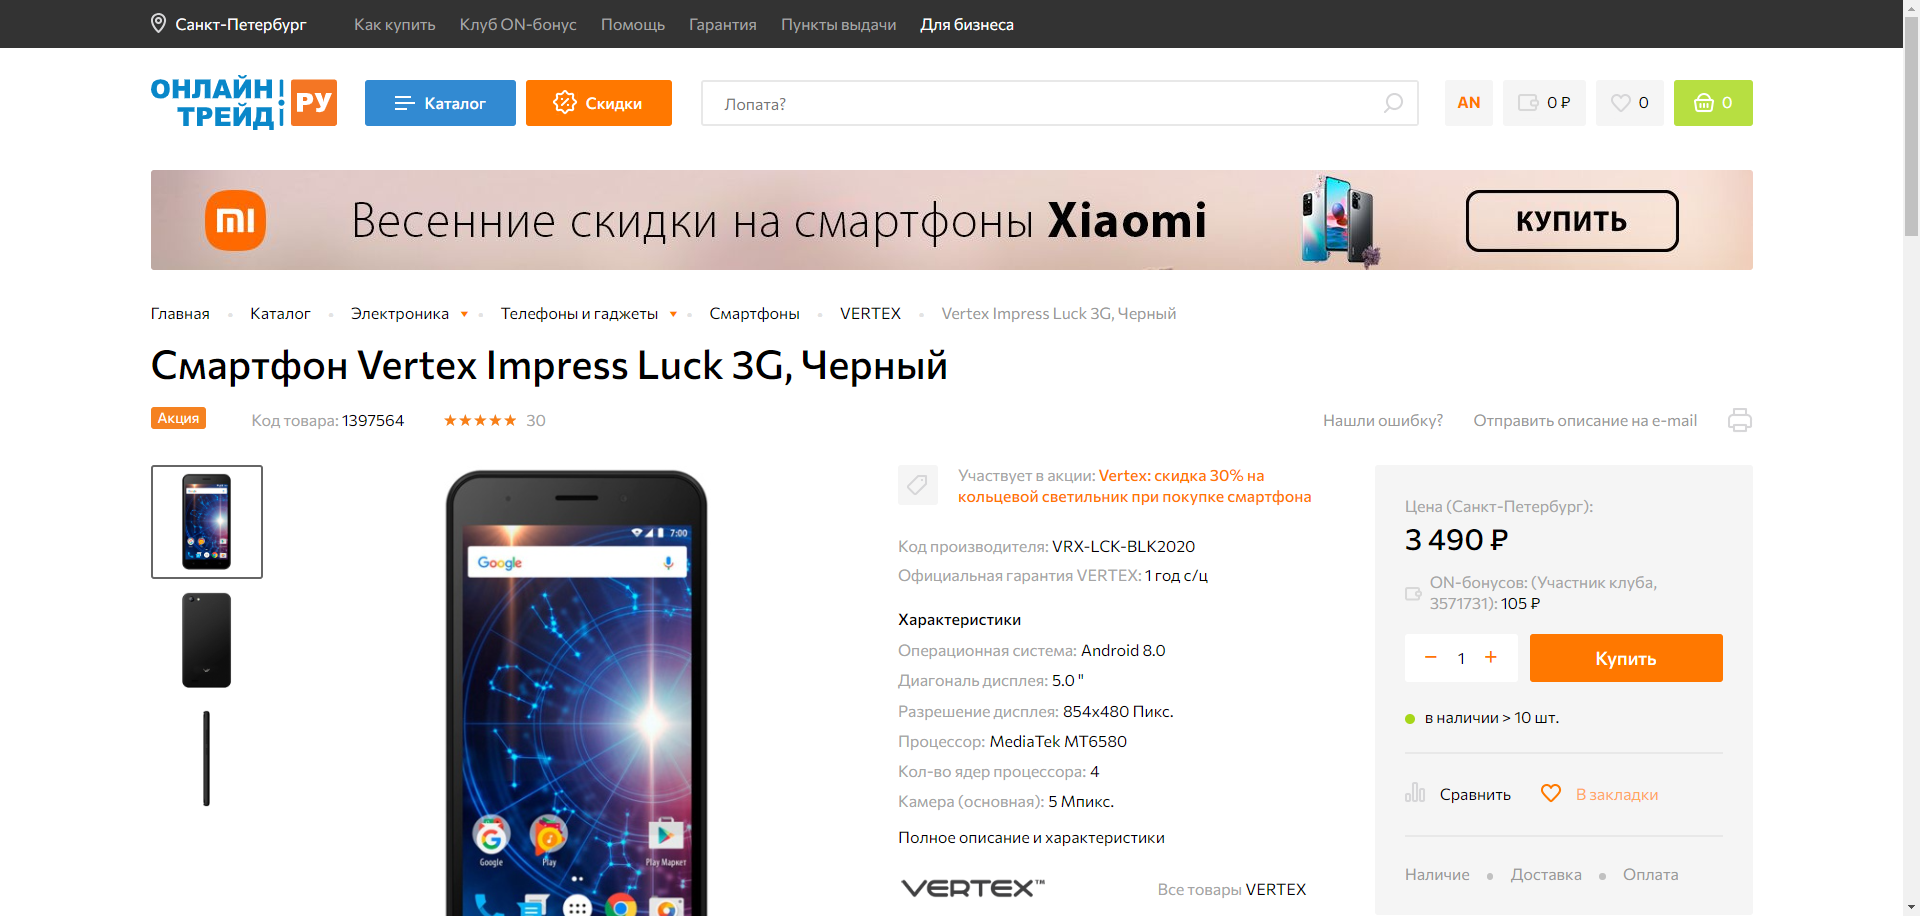 Санкт-Петербург Как купить Клуб ON-бонус Помощь Гарантия Пункты выдачи Для бизнеса
ОНЛАЙН ТРЕЙД РУ
Каталог Скидки Лопата? AN 0 ₽ 0 0
mi Весенние скидки на смартфоны Xiaomi КУПИТЬ
Главная Каталог Электроника Телефоны и гаджеты Смартфоны VERTEX Vertex Impress Luck 3G, Черный
Смартфон Vertex Impress Luck 3G, Черный
Акция Код товара: 1397564 30 Нашли ошибку? Отправить описание на e-mail
7:00
Google
Google Play Play Маркет
Участвует в акции: Vertex: скидка 30% на
кольцевой светильник при покупке смартфона
Код производителя: VRX-LCK-BLK2020
Официальная гарантия VERTEX: 1 год с/ц
Характеристики
Операционная система: Android 8.0
Диагональ дисплея: 5.0 "
Разрешение дисплея: 854x480 Пикс.
Процессор: MediaTek MT6580
Кол-во ядер процессора: 4
Камера (основная): 5 Мпикс.
Полное описание и характеристики
VERTEX™ Все товары VERTEX
Цена (Санкт-Петербург):
3 490 ₽
ON-бонусов: (Участник клуба,
3571731): 105 ₽
− 1 + Купить
в наличии > 10 шт.
Сравнить В закладки
Наличие Доставка Оплата